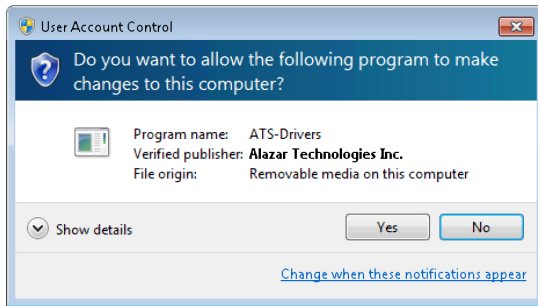 User Account Control
Do you want to allow the following program to make
changes to this computer?
Program name: ATS-Drivers
Verified publisher: Alazar Technologies Inc.
File origin: Removable media on this computer
Show details
Yes
No
Change when these notifications appear